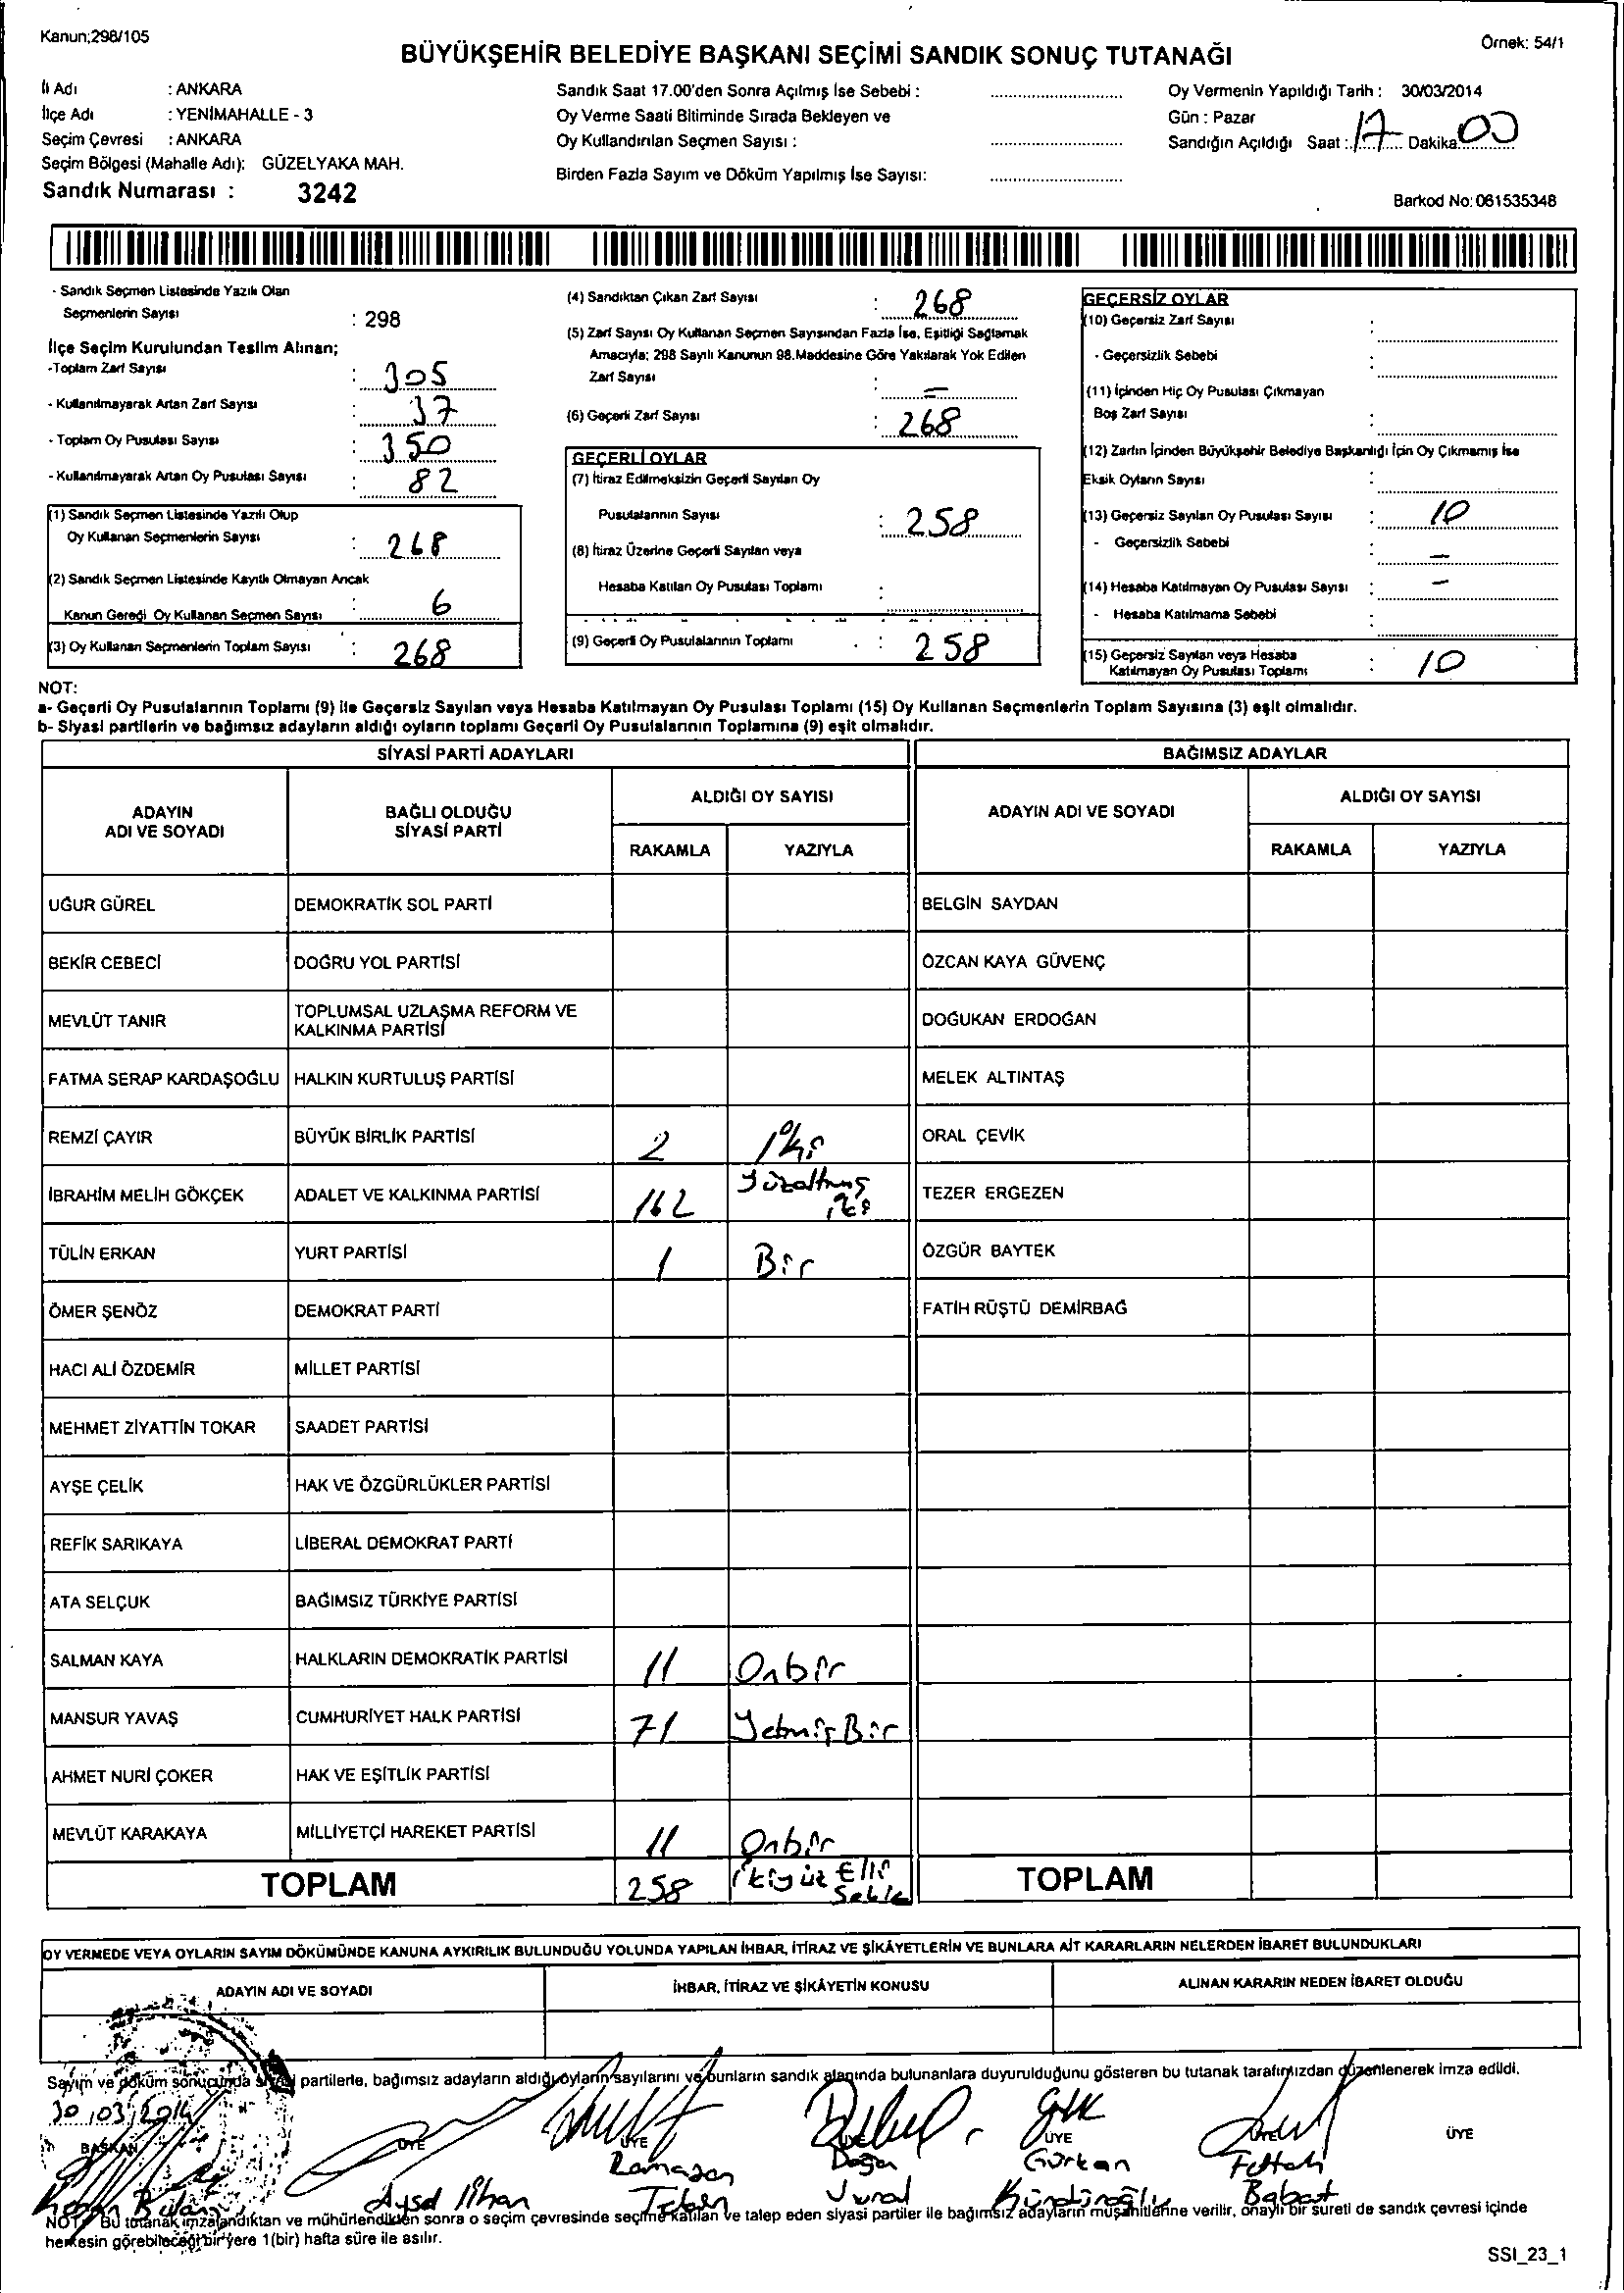 Kanun;298/105
Örnek: 54/1
BÜYÜKŞEHİR BELEDİYE BAŞKANI SEÇİMİ SANDIK SONUÇ TUTANAĞI
İl Adı : ANKARA
İlçe Adı : YENİMAHALLE - 3
Seçim Çevresi : ANKARA
Seçim Bölgesi (Mahalle Adı); GÜZELYAKA MAH.
Sandık Numarası : 3242
Sandık Saat 17.00'den Sonra Açılmış İse Sebebi :
Oy Verme Saati Bitiminde Sırada Bekleyen ve
Oy Kullandırılan Seçmen Sayısı :
Birden Fazla Sayım ve Döküm Yapılmış İse Sayısı:
Oy Vermenin Yapıldığı Tarih : 30/03/2014
Gün : Pazar
Sandığın Açıldığı Saat : 17 Dakika 00
Barkod No: 061535348
- Sandık Seçmen Listesinde Yazılı Olan
Seçmenlerin Sayısı : 298
İlçe Seçim Kurulundan Teslim Alınan;
-Toplam Zarf Sayısı : 305
- Kullanılmayarak Artan Zarf Sayısı : 37
- Toplam Oy Pusulası Sayısı : 350
- Kullanılmayarak Artan Oy Pusulası Sayısı : 82
(1) Sandık Seçmen Listesinde Yazılı Olup
Oy Kullanan Seçmenlerin Sayısı : 268
(2) Sandık Seçmen Listesinde Kayıtlı Olmayan Ancak
Kanun Gereği Oy Kullanan Seçmen Sayısı : 6
(3) Oy Kullanan Seçmenlerin Toplam Sayısı : 268
(4) Sandıktan Çıkan Zarf Sayısı : 268
(5) Zarf Sayısı Oy Kullanan Seçmen Sayısından Fazla İse, Eşitliği Sağlamak
Amacıyla; 298 Sayılı Kanunun 98.Maddesine Göre Yakılarak Yok Edilen
Zarf Sayısı : =
(6) Geçerli Zarf Sayısı : 268
GEÇERLİ OYLAR
(7) İtiraz Edilmeksizin Geçerli Sayılan Oy
Pusulalarının Sayısı : 258
(8) İtiraz Üzerine Geçerli Sayılan veya
Hesaba Katılan Oy Pusulası Toplamı :
(9) Geçerli Oy Pusulalarının Toplamı : 258
GEÇERSİZ OYLAR
(10) Geçersiz Zarf Sayısı :
- Geçersizlik Sebebi :
(11) İçinden Hiç Oy Pusulası Çıkmayan
Boş Zarf Sayısı :
(12) Zarfın İçinden Büyükşehir Belediye Başkanlığı İçin Oy Çıkmamış İse
Eksik Oyların Sayısı :
(13) Geçersiz Sayılan Oy Pusulası Sayısı : 10
- Geçersizlik Sebebi : —
(14) Hesaba Katılmayan Oy Pusulası Sayısı : —
- Hesaba Katılmama Sebebi :
(15) Geçersiz Sayılan veya Hesaba
Katılmayan Oy Pusulası Toplamı : 10
NOT:
a- Geçerli Oy Pusulalarının Toplamı (9) ile Geçersiz Sayılan veya Hesaba Katılmayan Oy Pusulası Toplamı (15) Oy Kullanan Seçmenlerin Toplam Sayısına (3) eşit olmalıdır.
b- Siyasi partilerin ve bağımsız adayların aldığı oyların toplamı Geçerli Oy Pusulalarının Toplamına (9) eşit olmalıdır.
SİYASİ PARTİ ADAYLARI BAĞIMSIZ ADAYLAR
ADAYIN ADI VE SOYADI BAĞLI OLDUĞU SİYASİ PARTİ ALDIĞI OY SAYISI ADAYIN ADI VE SOYADI ALDIĞI OY SAYISI
RAKAMLA YAZIYLA RAKAMLA YAZIYLA
UĞUR GÜREL DEMOKRATİK SOL PARTİ BELGİN SAYDAN
BEKİR CEBECİ DOĞRU YOL PARTİSİ ÖZCAN KAYA GÜVENÇ
MEVLÜT TANIR TOPLUMSAL UZLAŞMA REFORM VE KALKINMA PARTİSİ DOĞUKAN ERDOĞAN
FATMA SERAP KARDAŞOĞLU HALKIN KURTULUŞ PARTİSİ MELEK ALTINTAŞ
REMZİ ÇAYIR BÜYÜK BİRLİK PARTİSİ 2 iki ORAL ÇEVİK
İBRAHİM MELİH GÖKÇEK ADALET VE KALKINMA PARTİSİ 162 Yüzaltmış iki TEZER ERGEZEN
TÜLİN ERKAN YURT PARTİSİ 1 Bir ÖZGÜR BAYTEK
ÖMER ŞENÖZ DEMOKRAT PARTİ FATİH RÜŞTÜ DEMİRBAĞ
HACI ALİ ÖZDEMİR MİLLET PARTİSİ
MEHMET ZİYATTİN TOKAR SAADET PARTİSİ
AYŞE ÇELİK HAK VE ÖZGÜRLÜKLER PARTİSİ
REFİK SARIKAYA LİBERAL DEMOKRAT PARTİ
ATA SELÇUK BAĞIMSIZ TÜRKİYE PARTİSİ
SALMAN KAYA HALKLARIN DEMOKRATİK PARTİSİ 11 Onbir
MANSUR YAVAŞ CUMHURİYET HALK PARTİSİ 71 Yetmiş Bir
AHMET NURİ ÇOKER HAK VE EŞİTLİK PARTİSİ
MEVLÜT KARAKAYA MİLLİYETÇİ HAREKET PARTİSİ 11 Onbir
TOPLAM 258 ikiyüz Elli Sekiz TOPLAM
OY VERMEDE VEYA OYLARIN SAYIM DÖKÜMÜNDE KANUNA AYKIRILIK BULUNDUĞU YOLUNDA YAPILAN İHBAR, İTİRAZ VE ŞİKÂYETLERİN VE BUNLARA AİT KARARLARIN NELERDEN İBARET BULUNDUKLARI
ADAYIN ADI VE SOYADI İHBAR, İTİRAZ VE ŞİKÂYETİN KONUSU ALINAN KARARIN NEDEN İBARET OLDUĞU
Sayım ve döküm sonucunda siyasi partilerle, bağımsız adayların aldığı oyların sayılarını ve bunların sandık alanında bulunanlara duyurulduğunu gösteren bu tutanak tarafımızdan düzenlenerek imza edildi.
30/03/2014
BAŞKAN ÜYE ÜYE ÜYE ÜYE ÜYE ÜYE
Aysel İlhan Ramazan Doğan Vural Gürkan Fettah Babat
NOT: Bu tutanak imzalandıktan ve mühürlendikten sonra o seçim çevresinde seçime katılan ve talep eden siyasi partiler ile bağımsız adayların müşahitlerine verilir, onaylı bir sureti de sandık çevresi içinde
herkesin görebileceği bir yere 1(bir) hafta süre ile asılır.
SSI_23_1